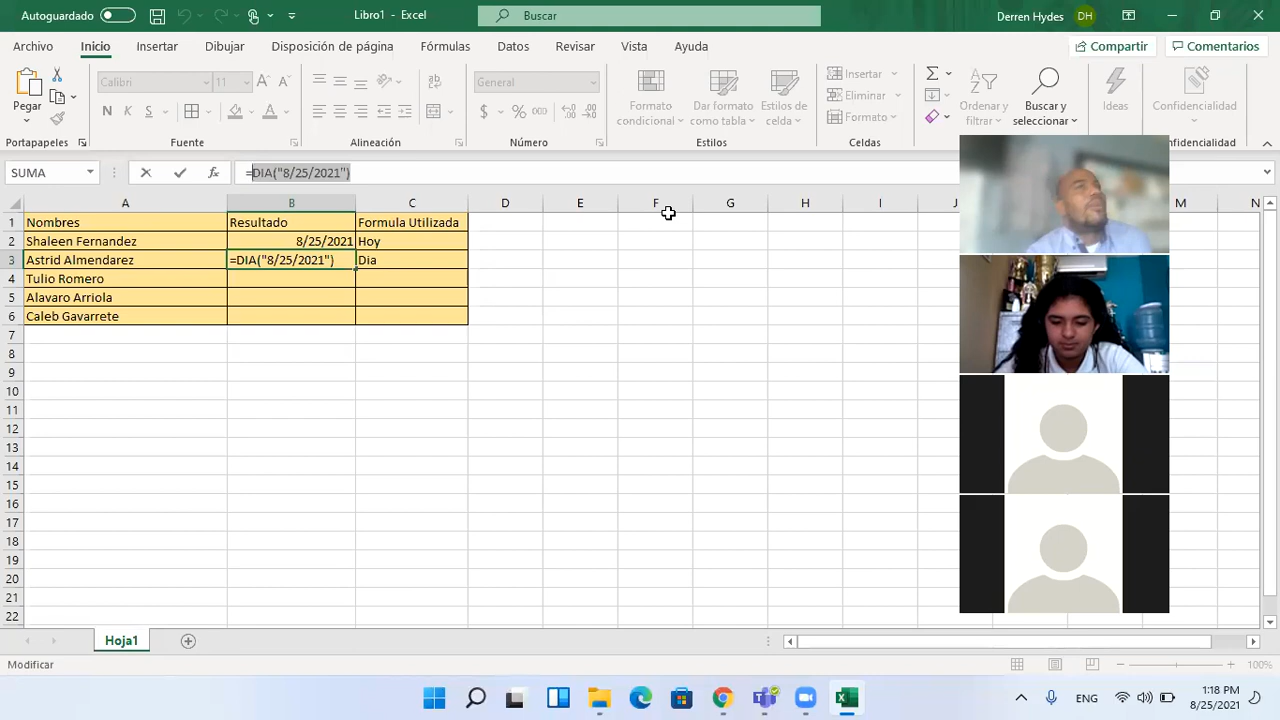 Autoguardado
Libro1 - Excel
Buscar
Derren Hydes
DH
Archivo Inicio Insertar Dibujar Disposición de página Fórmulas Datos Revisar Vista Ayuda
Compartir
Comentarios
Pegar
Calibri 11
N K S
General
Formato condicional
Dar formato como tabla
Estilos de celda
Insertar
Eliminar
Formato
Ordenar y filtrar
Buscar y seleccionar
Ideas
Confidencialidad
Portapapeles Fuente Alineación Número Estilos Celdas nfidencialidad
SUMA
=DIA("8/25/2021")
A B C D E F G H I J M N
1 Nombres Resultado Formula Utilizada
2 Shaleen Fernandez 8/25/2021 Hoy
3 Astrid Almendarez =DIA("8/25/2021") Dia
4 Tulio Romero
5 Alavaro Arriola
6 Caleb Gavarrete
7
8
9
10
11
12
13
14
15
16
17
18
19
20
21
22
Hoja1
Modificar
100%
ENG
1:18 PM
8/25/2021